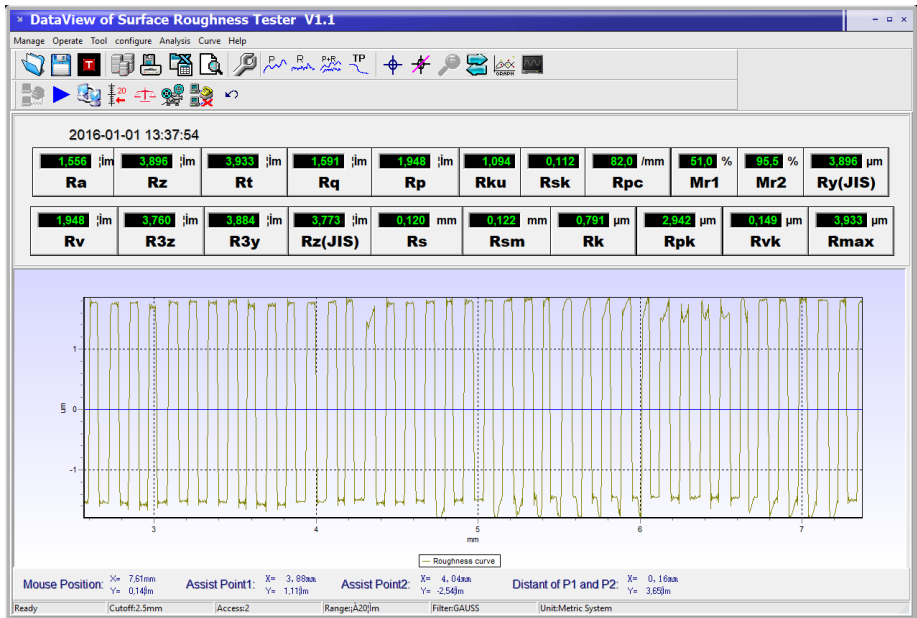 DataView of Surface Roughness Tester V1.1
Manage Operate Tool configure Analysis Curve Help
T P R P+R TP GRAPH
20
2016-01-01 13:37:54
1,556 ¦Ìm 3,896 ¦Ìm 3,933 ¦Ìm 1,591 ¦Ìm 1,948 ¦Ìm 1,094 0,112 82,0 /mm 51,0 % 95,5 % 3,896 µm
Ra Rz Rt Rq Rp Rku Rsk Rpc Mr1 Mr2 Ry(JIS)
1,948 ¦Ìm 3,760 ¦Ìm 3,884 ¦Ìm 3,773 ¦Ìm 0,120 mm 0,122 mm 0,791 µm 2,942 µm 0,149 µm 3,933 µm
Rv R3z R3y Rz(JIS) Rs Rsm Rk Rpk Rvk Rmax
1
µm
0
-1
3 4 5 6 7
mm
Roughness curve
Mouse Position: X= 7,61mm Assist Point1: X= 3,88mm Assist Point2: X= 4,04mm Distant of P1 and P2: X= 0,16mm
Y= 0,14¦Ìm Y= 1,11¦Ìm Y= -2,54¦Ìm Y= 3,65¦Ìm
Ready Cutoff:2.5mm Access:2 Range:¡À20¦Ìm Filter:GAUSS Unit:Metric System